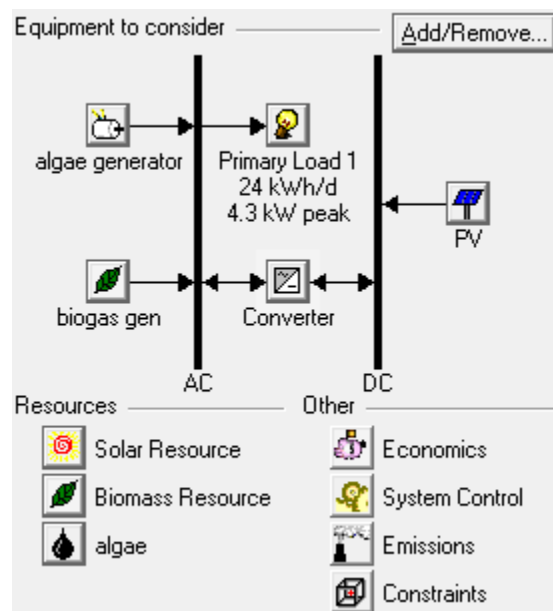 Equipment to consider
Add/Remove...
algae generator
Primary Load 1
24 kWh/d
4.3 kW peak
PV
biogas gen
Converter
AC
DC
Resources
Other
Solar Resource
Economics
Biomass Resource
System Control
algae
Emissions
Constraints